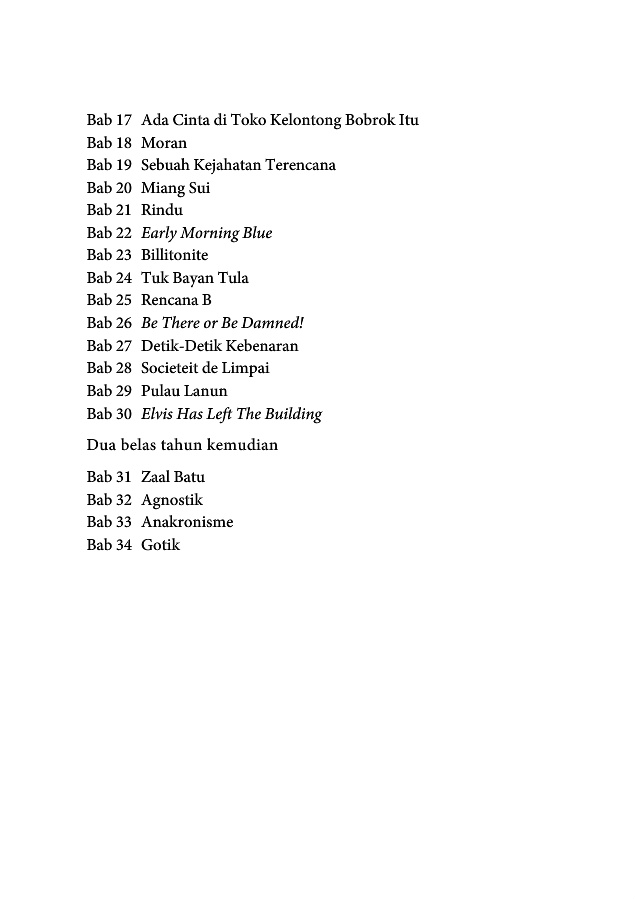 Bab 17 Ada Cinta di Toko Kelontong Bobrok Itu
Bab 18 Moran
Bab 19 Sebuah Kejahatan Terencana
Bab 20 Miang Sui
Bab 21 Rindu
Bab 22 Early Morning Blue
Bab 23 Billitonite
Bab 24 Tuk Bayan Tula
Bab 25 Rencana B
Bab 26 Be There or Be Damned!
Bab 27 Detik-Detik Kebenaran
Bab 28 Societeit de Limpai
Bab 29 Pulau Lanun
Bab 30 Elvis Has Left The Building
Dua belas tahun kemudian
Bab 31 Zaal Batu
Bab 32 Agnostik
Bab 33 Anakronisme
Bab 34 Gotik